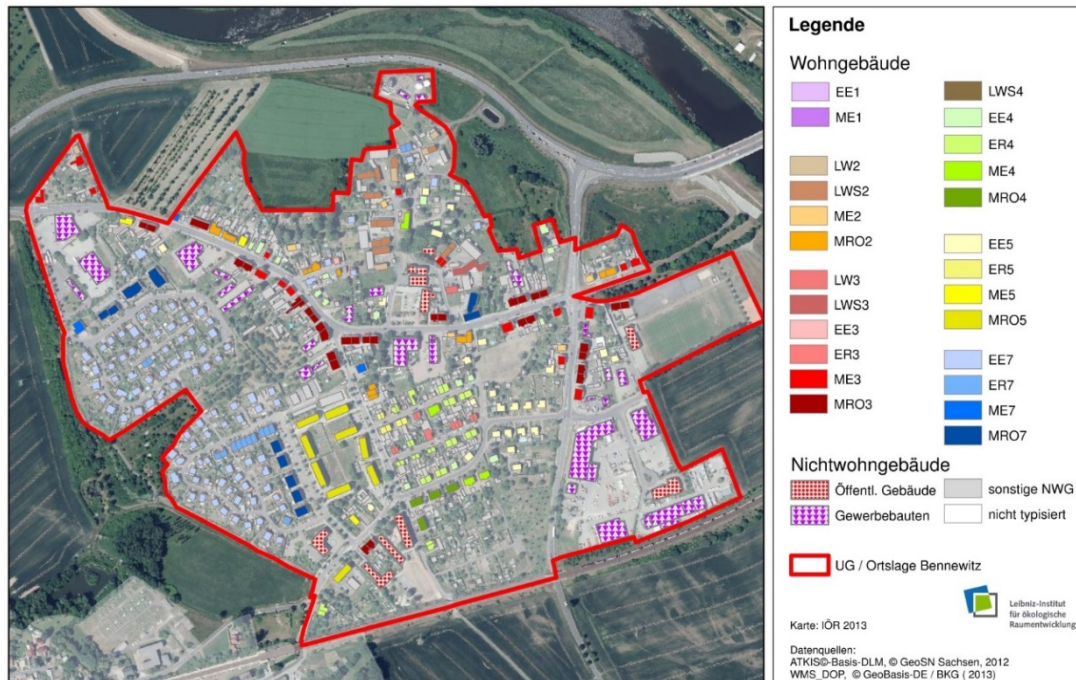 Legende
Wohngebäude
EE1
ME1
LW2
LWS2
ME2
MRO2
LW3
LWS3
EE3
ER3
ME3
MRO3
LWS4
EE4
ER4
ME4
MRO4
EE5
ER5
ME5
MRO5
EE7
ER7
ME7
MRO7
Nichtwohngebäude
Öffentl. Gebäude
Gewerbebauten
sonstige NWG
nicht typisiert
UG / Ortslage Bennewitz
Leibniz-Institut
für ökologische
Raumentwicklung
Karte: IÖR 2013
Datenquellen:
ATKIS©-Basis-DLM, © GeoSN Sachsen, 2012
WMS_DOP, © GeoBasis-DE / BKG ( 2013)